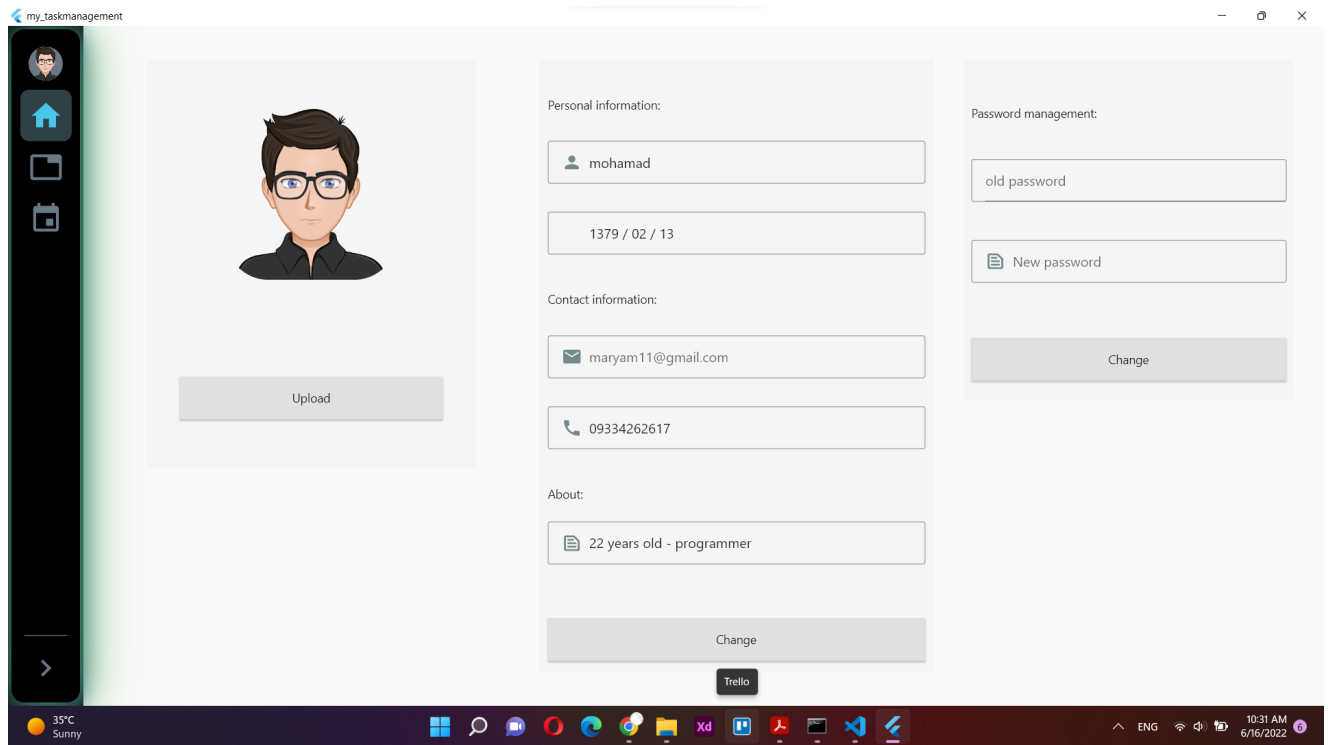 my_taskmanagement
Personal information:
mohamad
1379 / 02 / 13
Contact information:
maryam11@gmail.com
09334262617
About:
22 years old - programmer
Change
Upload
Password management:
old password
New password
Change
Trello
35°C
Sunny
Xd
ENG
10:31 AM
6/16/2022
6